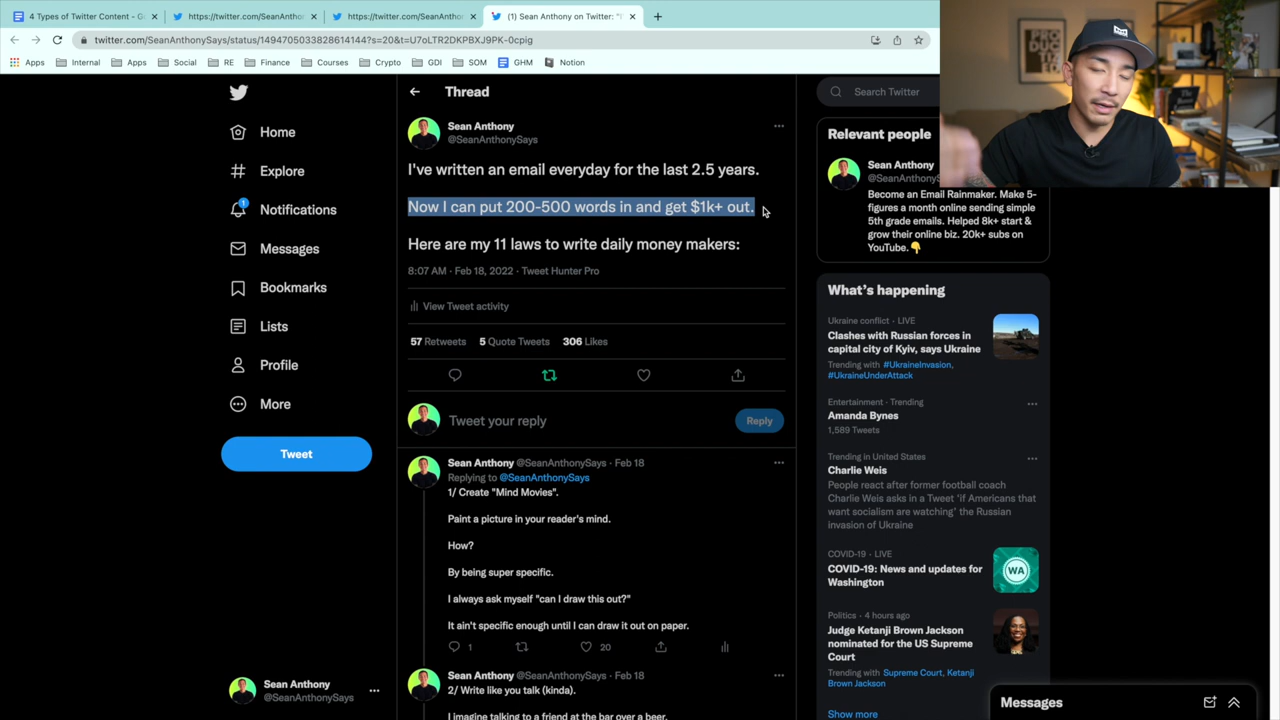 4 Types of Twitter Content - G
https://twitter.com/SeanAnthon
https://twitter.com/SeanAnthon
(1) Sean Anthony on Twitter: "I
twitter.com/SeanAnthonySays/status/1494705033828614144?s=20&t=U7oLTR2DKPBXJ9PK-0cpig
Apps
Internal
Apps
Social
RE
Finance
Courses
Crypto
GDI
SOM
GHM
Notion
Home
Explore
1
Notifications
Messages
Bookmarks
Lists
Profile
More
Tweet
Sean Anthony
@SeanAnthonySays
Thread
Sean Anthony
@SeanAnthonySays
I've written an email everyday for the last 2.5 years.
Now I can put 200-500 words in and get $1k+ out.
Here are my 11 laws to write daily money makers:
8:07 AM · Feb 18, 2022 · Tweet Hunter Pro
View Tweet activity
57 Retweets 5 Quote Tweets 306 Likes
Tweet your reply
Reply
Sean Anthony @SeanAnthonySays · Feb 18
Replying to @SeanAnthonySays
1/ Create "Mind Movies".
Paint a picture in your reader's mind.
How?
By being super specific.
I always ask myself "can I draw this out?"
It ain't specific enough until I can draw it out on paper.
1
20
Sean Anthony @SeanAnthonySays · Feb 18
2/ Write like you talk (kinda).
I imagine talking to a friend at the bar over a beer.
Search Twitter
Relevant people
Sean Anthony
@SeanAnthonyS
Become an Email Rainmaker. Make 5-
figures a month online sending simple
5th grade emails. Helped 8k+ start &
grow their online biz. 20k+ subs on
YouTube.👇
What's happening
Ukraine conflict · LIVE
Clashes with Russian forces in
capital city of Kyiv, says Ukraine
Trending with #UkraineInvasion,
#UkraineUnderAttack
Entertainment · Trending
Amanda Bynes
1,589 Tweets
Trending in United States
Charlie Weis
People react after former football coach
Charlie Weis asks in a Tweet 'if Americans that
want socialism are watching' the Russian
invasion of Ukraine
COVID-19 · LIVE
COVID-19: News and updates for
Washington
WA
Politics · 4 hours ago
Judge Ketanji Brown Jackson
nominated for the US Supreme
Court
Trending with Supreme Court, Ketanji
Brown Jackson
Show more
Messages